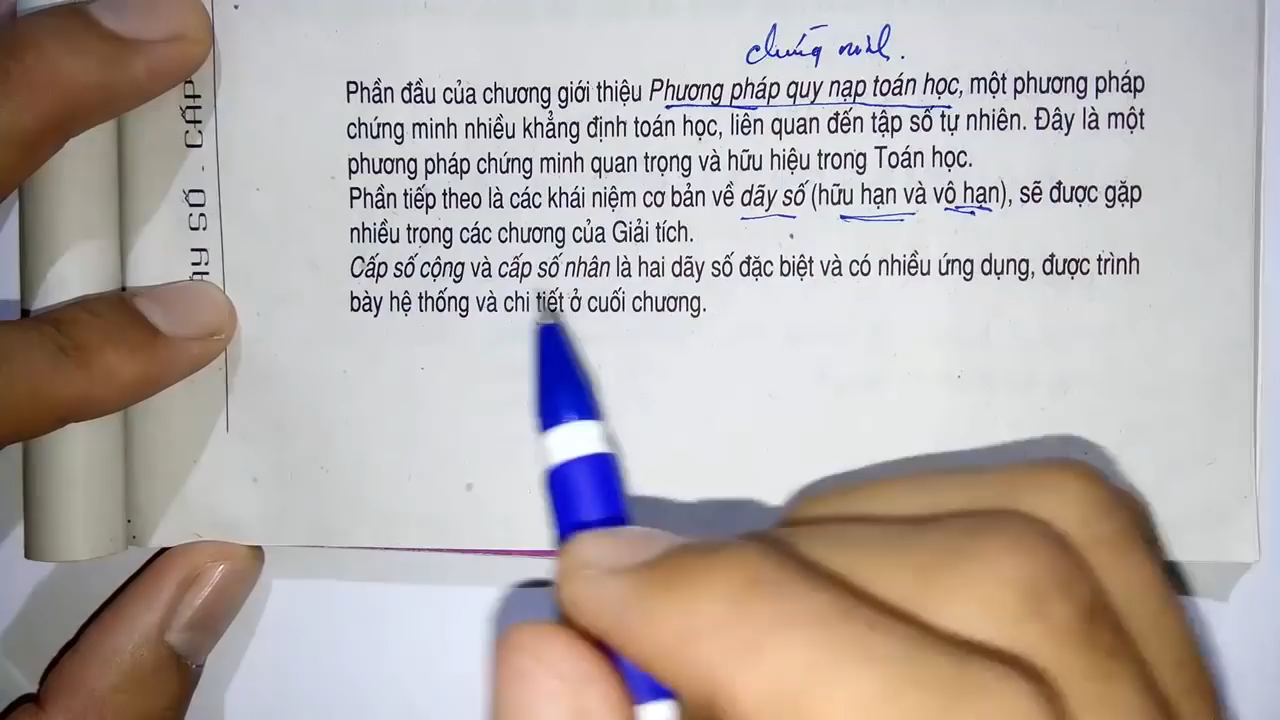 chứng minh.
Phần đầu của chương giới thiệu Phương pháp quy nạp toán học, một phương pháp
chứng minh nhiều khẳng định toán học, liên quan đến tập số tự nhiên. Đây là một
phương pháp chứng minh quan trọng và hữu hiệu trong Toán học.
Phần tiếp theo là các khái niệm cơ bản về dãy số (hữu hạn và vô hạn), sẽ được gặp
nhiều trong các chương của Giải tích.
Cấp số cộng và cấp số nhân là hai dãy số đặc biệt và có nhiều ứng dụng, được trình
bày hệ thống và chi tiết ở cuối chương.
SỐ . CẤP